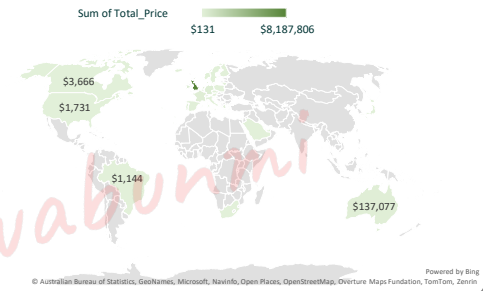 Sum of Total_Price
$131 $8,187,806
$3,666
$1,731
$1,144
$137,077
Powered by Bing
© Australian Bureau of Statistics, GeoNames, Microsoft, Navinfo, Open Places, OpenStreetMap, Overture Maps Fundation, TomTom, Zenrin